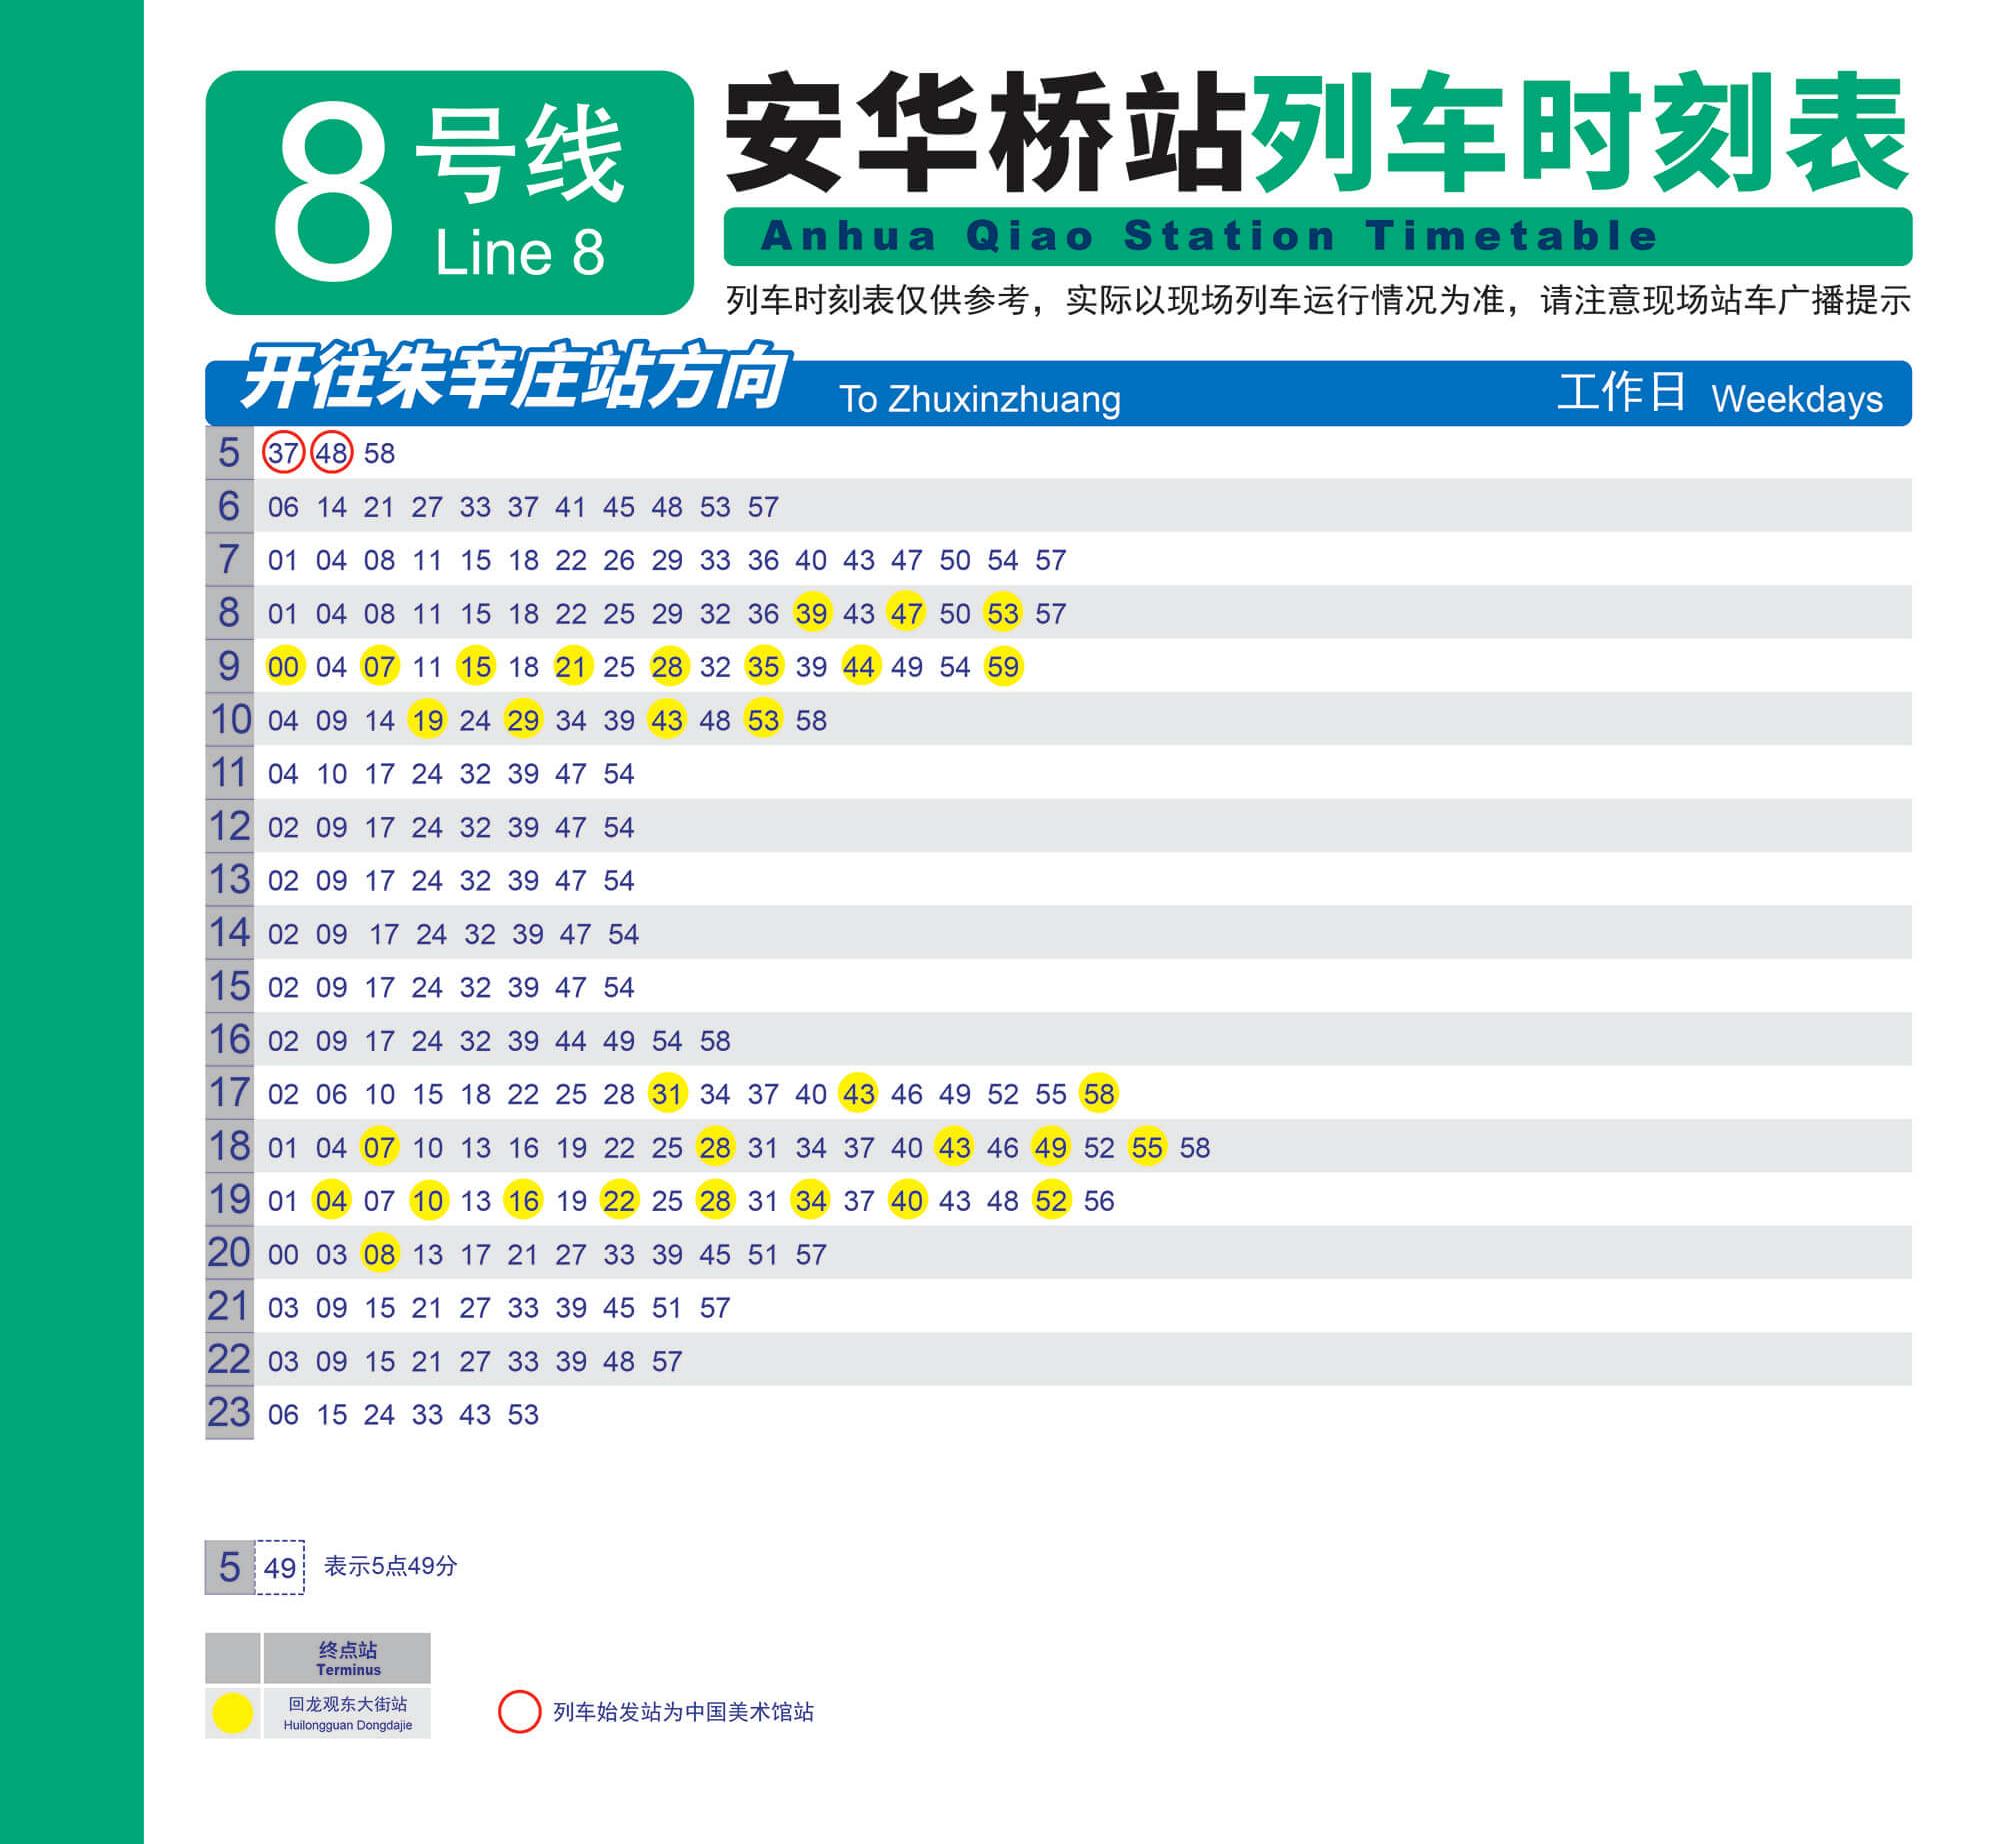 8号线
Line 8
安华桥站列车时刻表
Anhua Qiao Station Timetable
列车时刻表仅供参考，实际以现场列车运行情况为准，请注意现场站车广播提示
开往朱辛庄站方向 To Zhuxinzhuang 工作日 Weekdays
5 37 48 58
6 06 14 21 27 33 37 41 45 48 53 57
7 01 04 08 11 15 18 22 26 29 33 36 40 43 47 50 54 57
8 01 04 08 11 15 18 22 25 29 32 36 39 43 47 50 53 57
9 00 04 07 11 15 18 21 25 28 32 35 39 44 49 54 59
10 04 09 14 19 24 29 34 39 43 48 53 58
11 04 10 17 24 32 39 47 54
12 02 09 17 24 32 39 47 54
13 02 09 17 24 32 39 47 54
14 02 09 17 24 32 39 47 54
15 02 09 17 24 32 39 47 54
16 02 09 17 24 32 39 44 49 54 58
17 02 06 10 15 18 22 25 28 31 34 37 40 43 46 49 52 55 58
18 01 04 07 10 13 16 19 22 25 28 31 34 37 40 43 46 49 52 55 58
19 01 04 07 10 13 16 19 22 25 28 31 34 37 40 43 48 52 56
20 00 03 08 13 17 21 27 33 39 45 51 57
21 03 09 15 21 27 33 39 45 51 57
22 03 09 15 21 27 33 39 48 57
23 06 15 24 33 43 53
5 49 表示5点49分
终点站
Terminus
回龙观东大街站
Huilongguan Dongdajie
列车始发站为中国美术馆站